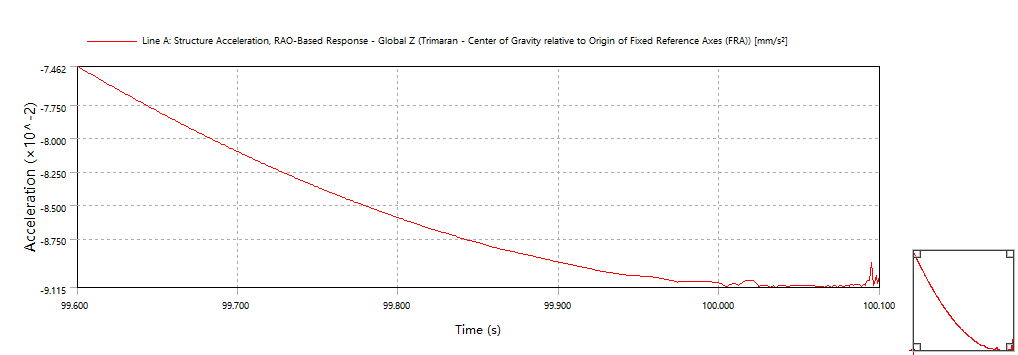 Line A: Structure Acceleration, RAO-Based Response - Global Z (Trimaran - Center of Gravity relative to Origin of Fixed Reference Axes (FRA)) [mm/s²]
Acceleration (×10^-2)
-7.462
-7.750
-8.000
-8.250
-8.500
-8.750
-9.115
99.600 99.700 99.800 99.900 100.000 100.100
Time (s)